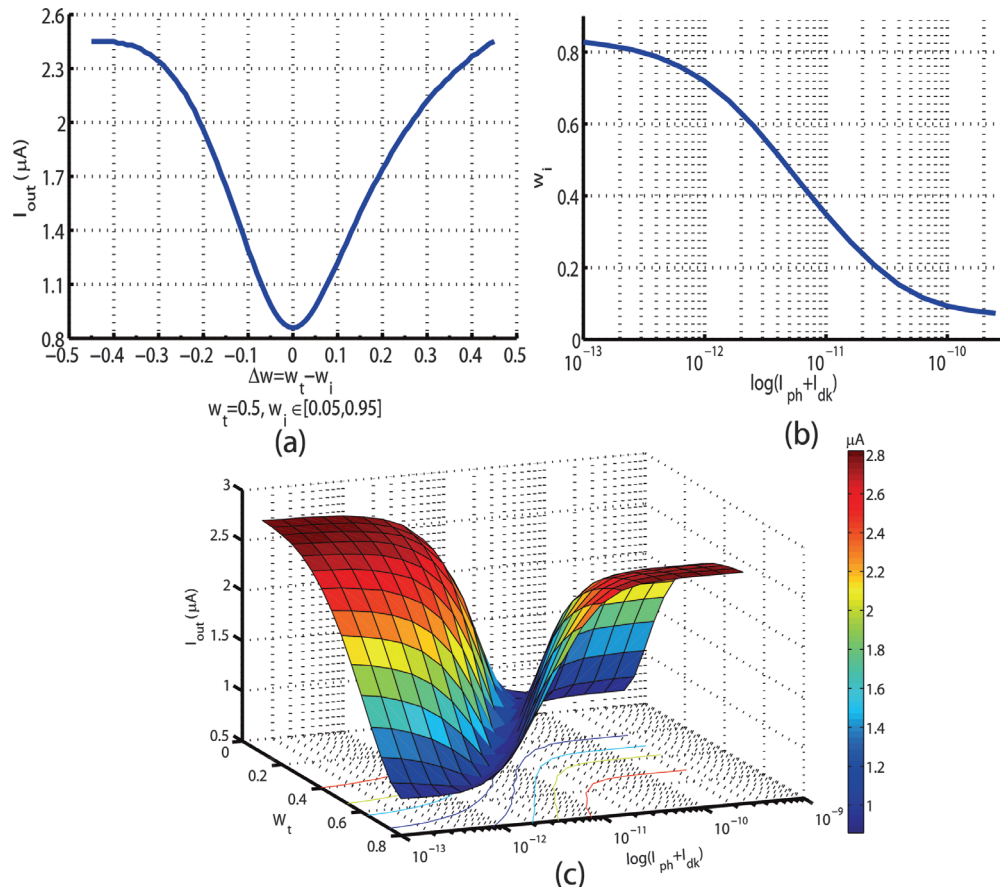 2.6
2.3
2
1.7
1.4
1.1
0.8
I_out (μA)
−0.5 −0.4 −0.3 −0.2 −0.1 0 0.1 0.2 0.3 0.4 0.5
Δw=w_t−w_i
w_t=0.5, w_i ∈[0.05,0.95]
(a)
0.8
0.6
0.4
0.2
0
w_i
10^−13 10^−12 10^−11 10^−10
log(I_ph+I_dk)
(b)
3
2.5
2
1.5
1
0.5
I_out (μA)
0
0.2
0.4
0.6
0.8
W_t
10^−13 10^−12 10^−11 10^−10 10^−9
log(I_ph+I_dk)
μA
2.8
2.6
2.4
2.2
2
1.8
1.6
1.4
1.2
1
(c)